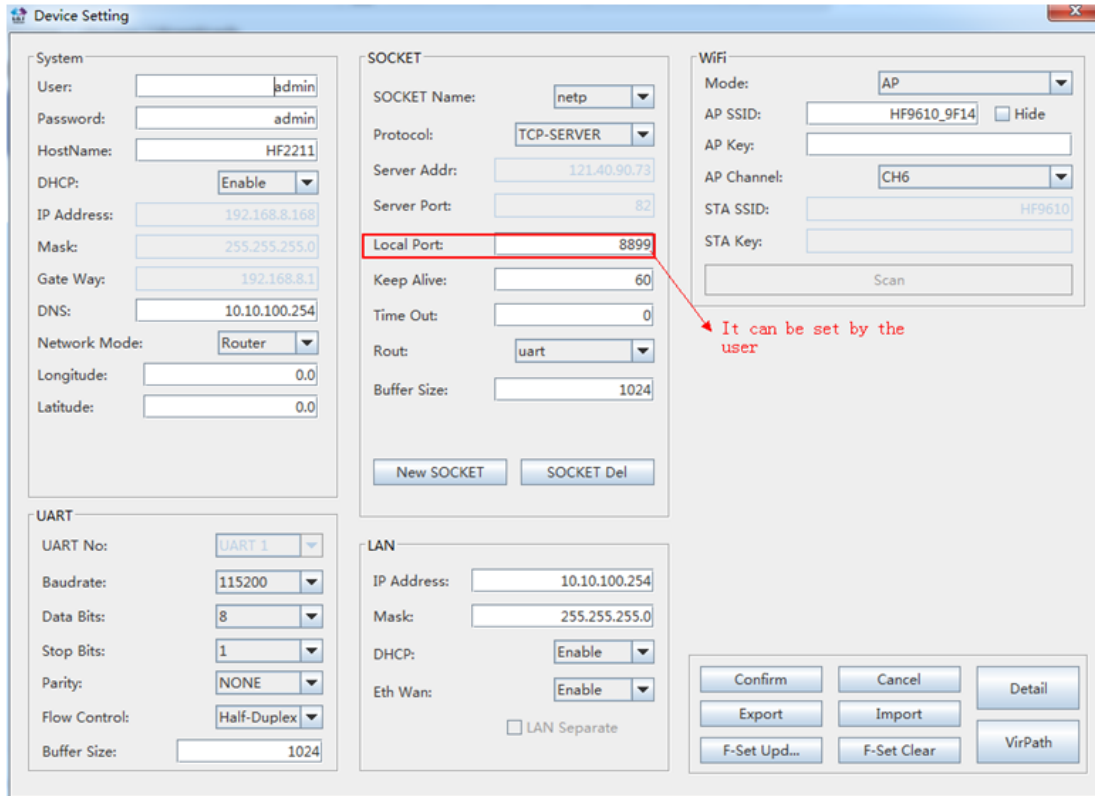 Device Setting
System
User: admin
Password: admin
HostName: HF2211
DHCP: Enable
IP Address: 192.168.8.168
Mask: 255.255.255.0
Gate Way: 192.168.8.1
DNS: 10.10.100.254
Network Mode: Router
Longitude: 0.0
Latitude: 0.0
UART
UART No: UART 1
Baudrate: 115200
Data Bits: 8
Stop Bits: 1
Parity: NONE
Flow Control: Half-Duplex
Buffer Size: 1024
SOCKET
SOCKET Name: netp
Protocol: TCP-SERVER
Server Addr: 121.40.90.73
Server Port: 82
Local Port: 8899
Keep Alive: 60
Time Out: 0
Rout: uart
Buffer Size: 1024
New SOCKET SOCKET Del
LAN
IP Address: 10.10.100.254
Mask: 255.255.255.0
DHCP: Enable
Eth Wan: Enable
LAN Separate
WiFi
Mode: AP
AP SSID: HF9610_9F14 Hide
AP Key:
AP Channel: CH6
STA SSID: HF9610
STA Key:
Scan
It can be set by the
user
Confirm Cancel Detail
Export Import
F-Set Upd... F-Set Clear VirPath